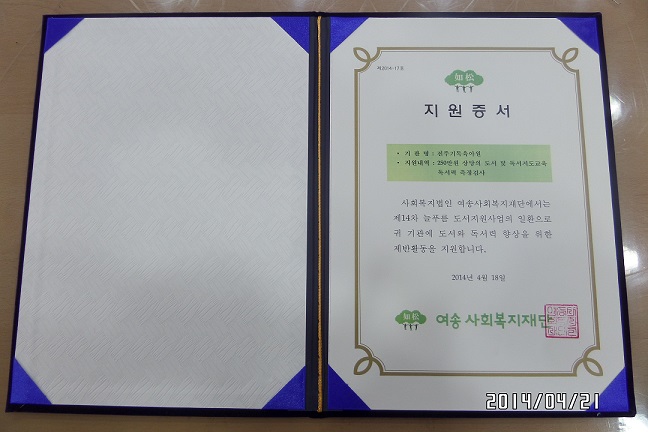 제2014-17호
如松
지 원 증 서
• 기 관 명 : 전주기독육아원
• 지원내역 : 250만원 상당의 도서 및 독서지도교육
독서력 측정검사
사회복지법인 여송사회복지재단에서는
제14차 늘푸른 도서지원사업의 일환으로
귀 기관에 도서와 독서력 향상을 위한
제반활동을 지원합니다.
2014년 4월 18일
如松 여송 사회복지재단
2014/04/21